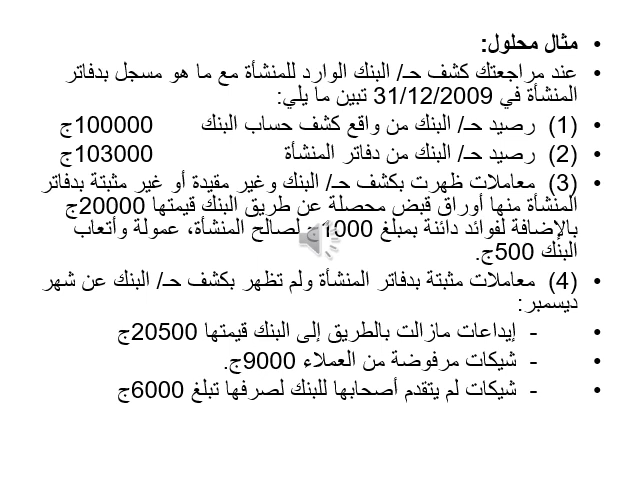 • مثال محلول:
• عند مراجعتك كشف حـ/ البنك الوارد للمنشأة مع ما هو مسجل بدفاتر
المنشأة في 31/12/2009 تبين ما يلي:
• (1) رصيد حـ/ البنك من واقع كشف حساب البنك 100000ج
• (2) رصيد حـ/ البنك من دفاتر المنشأة 103000ج
• (3) معاملات ظهرت بكشف حـ/ البنك وغير مقيدة أو غير مثبتة بدفاتر
المنشأة منها أوراق قبض محصلة عن طريق البنك قيمتها 20000ج
بالإضافة لفوائد دائنة بمبلغ 1000ج لصالح المنشأة، عمولة وأتعاب
البنك 500ج.
• (4) معاملات مثبتة بدفاتر المنشأة ولم تظهر بكشف حـ/ البنك عن شهر
ديسمبر:
• - إيداعات مازالت بالطريق إلى البنك قيمتها 20500ج
• - شيكات مرفوضة من العملاء 9000ج.
• - شيكات لم يتقدم أصحابها للبنك لصرفها تبلغ 6000ج